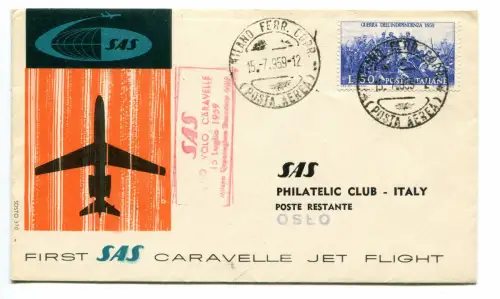 SAS
MILANO FERR. CORR.
15.-7.1959-12
(POSTA AEREA)
GUERRA DELL'INDIPENDENZA 1859
L. 50 POSTE ITALIANE
(POSTA AEREA)
SAS
VOLO CARAVELLE
15 Luglio 1959
SAS
PHILATELIC CLUB - ITALY
POSTE RESTANTE
OSLO
FIRST SAS CARAVELLE JET FLIGHT